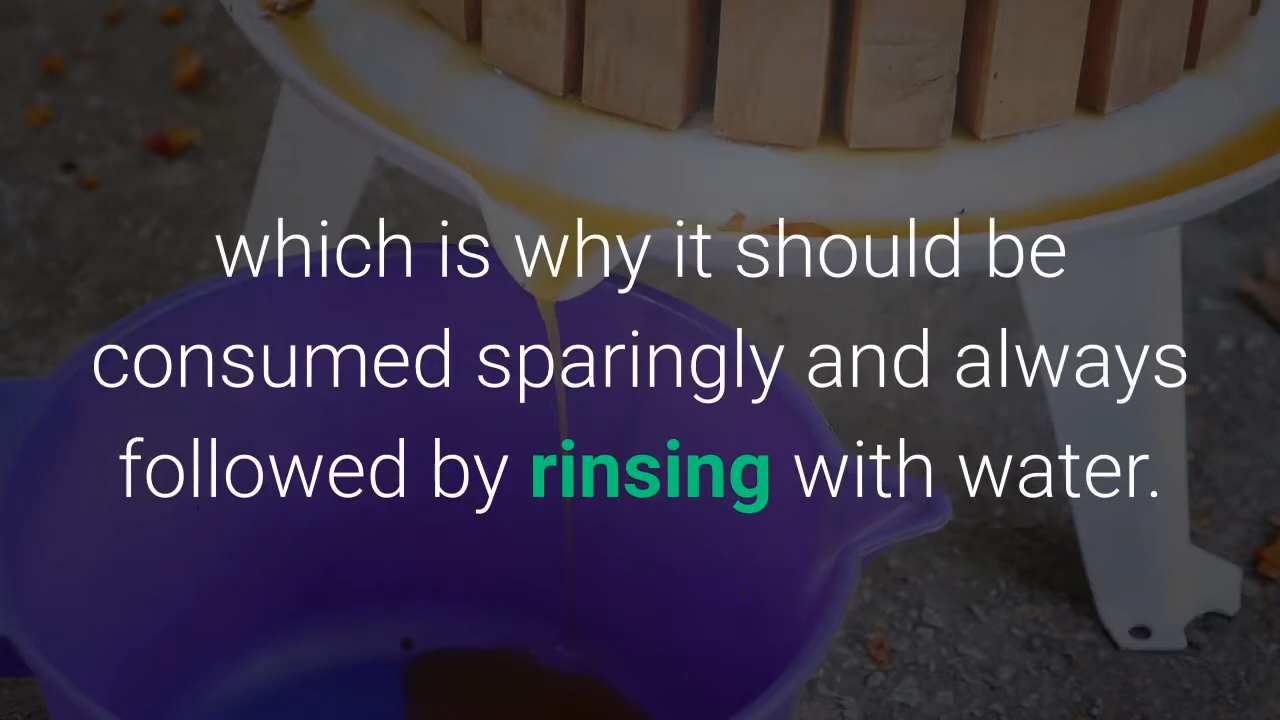 which is why it should be
consumed sparingly and always
followed by rinsing with water.